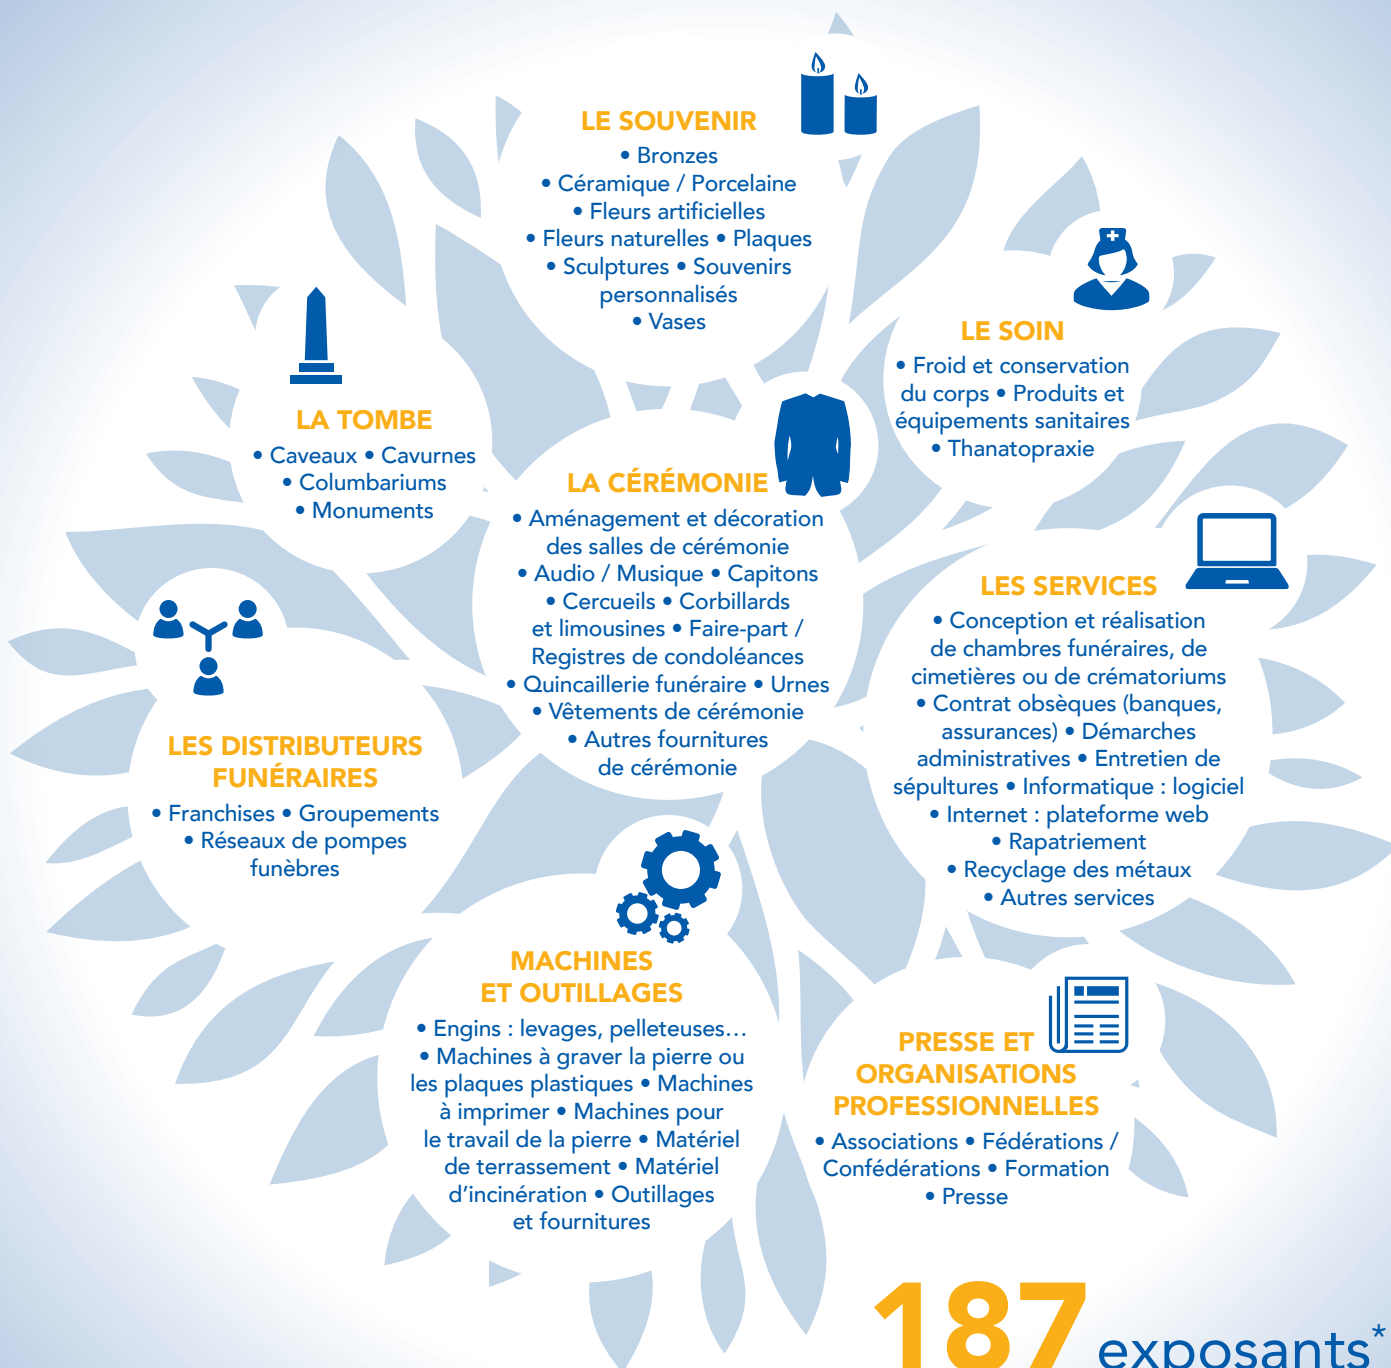 LE SOUVENIR
• Bronzes
• Céramique / Porcelaine
• Fleurs artificielles
• Fleurs naturelles • Plaques
• Sculptures • Souvenirs
personnalisés
• Vases
LE SOIN
• Froid et conservation
du corps • Produits et
équipements sanitaires
• Thanatopraxie
LA TOMBE
• Caveaux • Cavurnes
• Columbariums
• Monuments
LA CÉRÉMONIE
• Aménagement et décoration
des salles de cérémonie
• Audio / Musique • Capitons
• Cercueils • Corbillards
et limousines • Faire-part /
Registres de condoléances
• Quincaillerie funéraire • Urnes
• Vêtements de cérémonie
• Autres fournitures
de cérémonie
LES SERVICES
• Conception et réalisation
de chambres funéraires, de
cimetières ou de crématoriums
• Contrat obsèques (banques,
assurances) • Démarches
administratives • Entretien de
sépultures • Informatique : logiciel
• Internet : plateforme web
• Rapatriement
• Recyclage des métaux
• Autres services
LES DISTRIBUTEURS
FUNÉRAIRES
• Franchises • Groupements
• Réseaux de pompes
funèbres
MACHINES
ET OUTILLAGES
• Engins : levages, pelleteuses…
• Machines à graver la pierre ou
les plaques plastiques • Machines
à imprimer • Machines pour
le travail de la pierre • Matériel
de terrassement • Matériel
d'incinération • Outillages
et fournitures
PRESSE ET
ORGANISATIONS
PROFESSIONNELLES
• Associations • Fédérations /
Confédérations • Formation
• Presse
187 exposants*